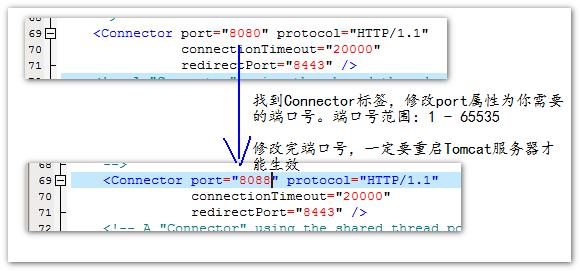 69 <Connector port="8080" protocol="HTTP/1.1"
70 connectionTimeout="20000"
71 redirectPort="8443" />
找到Connector标签，修改port属性为你需要
的端口号。端口号范围：1 - 65535
修改完端口号，一定要重启Tomcat服务器才
能生效
68 -->
69 <Connector port="8088" protocol="HTTP/1.1"
70 connectionTimeout="20000"
71 redirectPort="8443" />
72 <!-- A "Connector" using the shared thread po